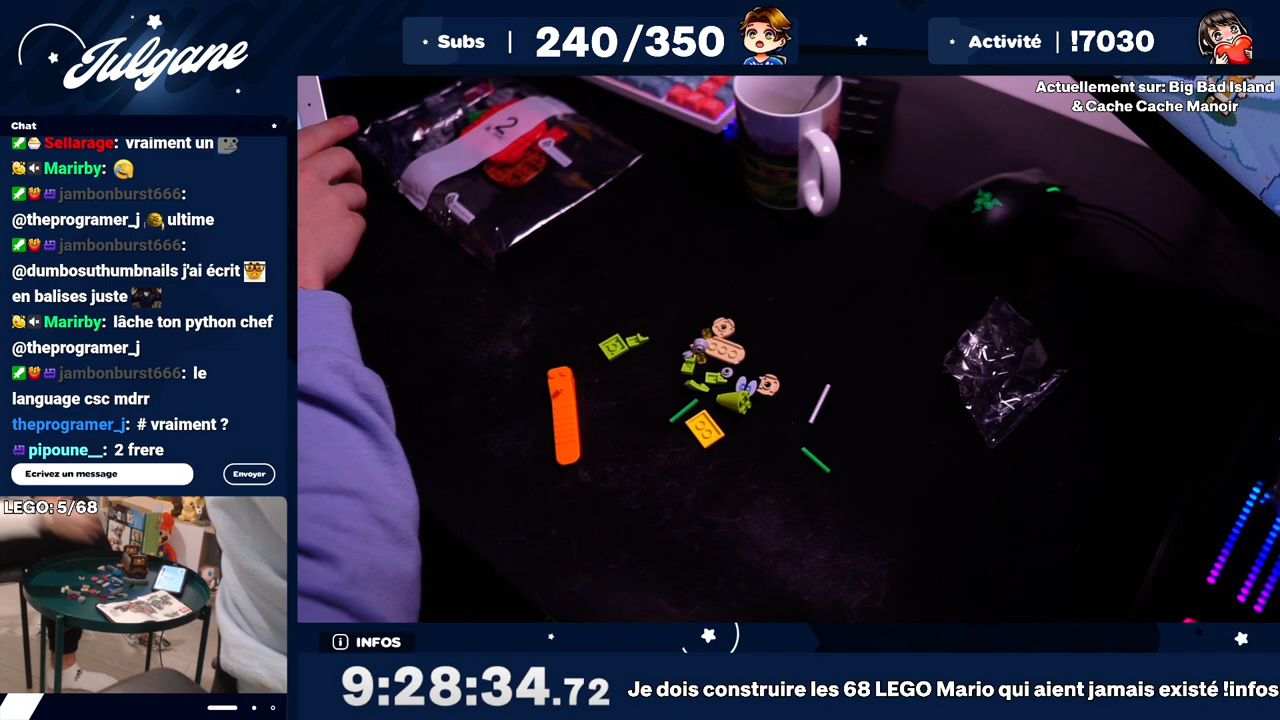 Julgane
Subs | 240/350
Activité | !7030
Actuellement sur: Big Bad Island
& Cache Cache Manoir
Chat
Sellarage: vraiment un
Marirby:
jambonburst666:
@theprogramer_j ultime
jambonburst666:
@dumbosuthumbnails j'ai écrit
en balises juste
Marirby: lâche ton python chef
@theprogramer_j
jambonburst666: le
language csc mdrr
theprogramer_j: # vraiment ?
pipoune__: 2 frere
Ecrivez un message
Envoyer
LEGO: 5/68
2
INFOS
9:28:34.72
Je dois construire les 68 LEGO Mario qui aient jamais existé !infos